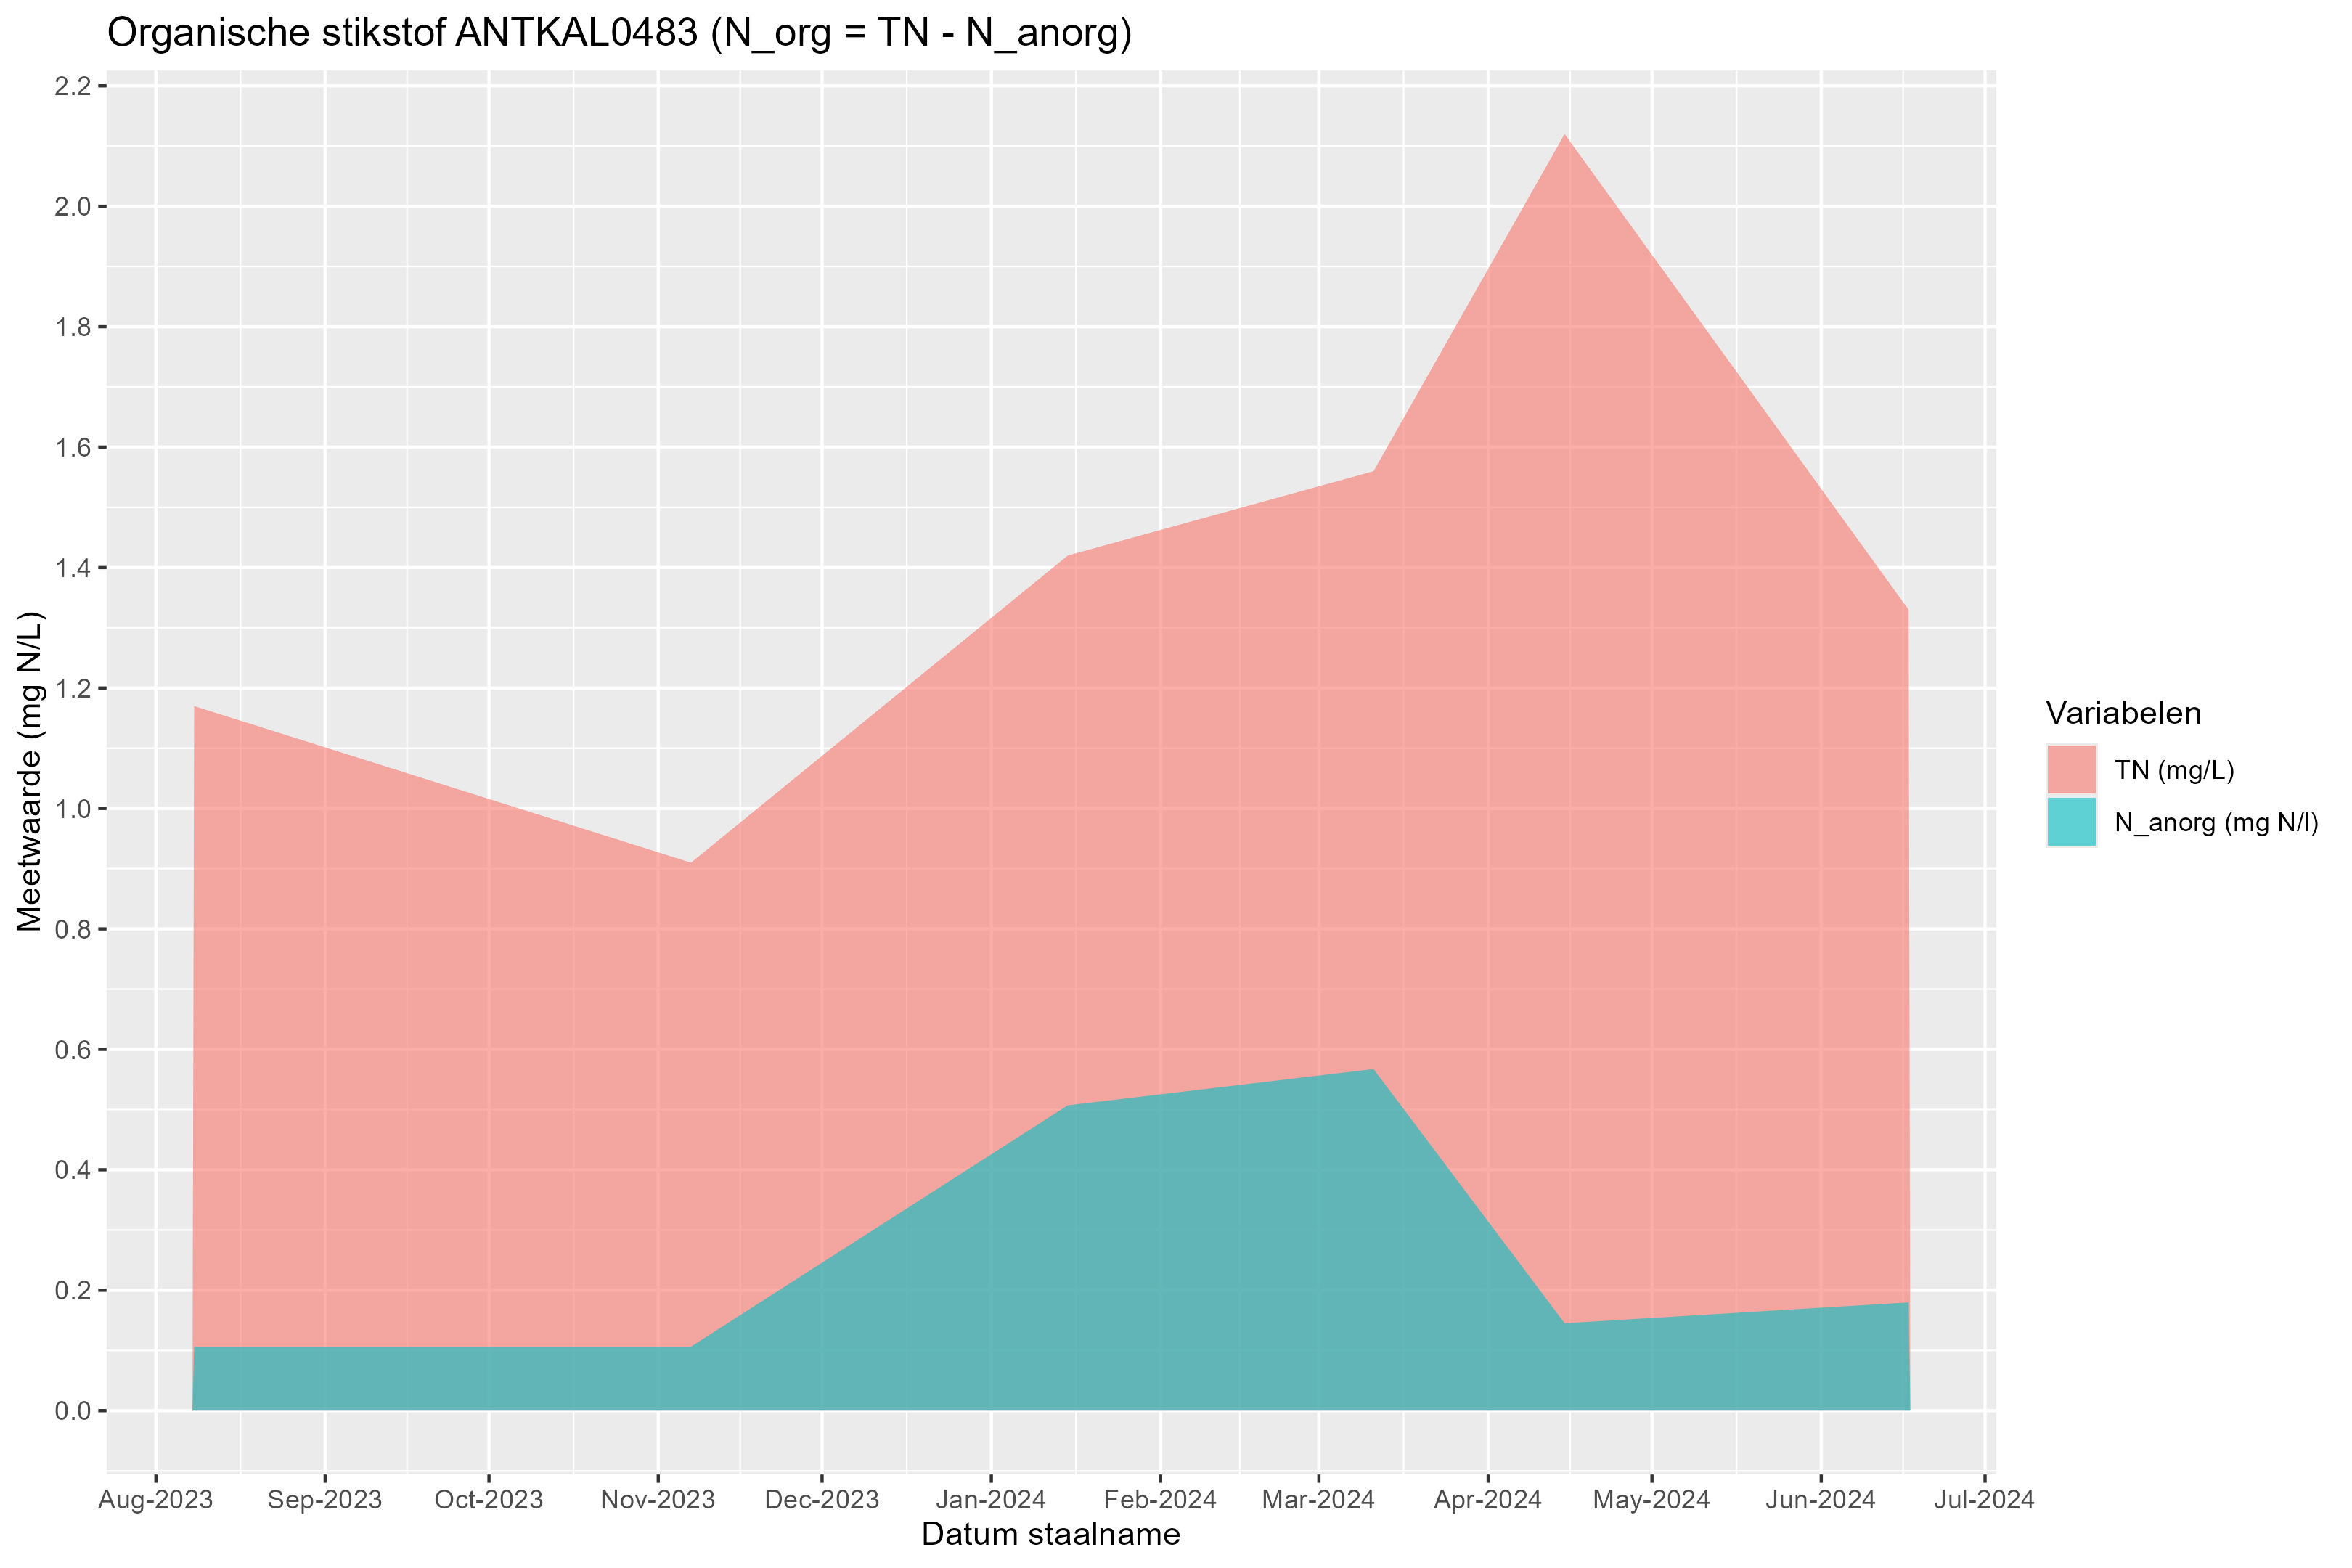 Organische stikstof ANTKAL0483 (N_org = TN - N_anorg)
Meetwaarde (mg N/L)
2.2
2.0
1.8
1.6
1.4
1.2
1.0
0.8
0.6
0.4
0.2
0.0
Aug-2023 Sep-2023 Oct-2023 Nov-2023 Dec-2023 Jan-2024 Feb-2024 Mar-2024 Apr-2024 May-2024 Jun-2024 Jul-2024
Datum staalname
Variabelen
TN (mg/L)
N_anorg (mg N/l)